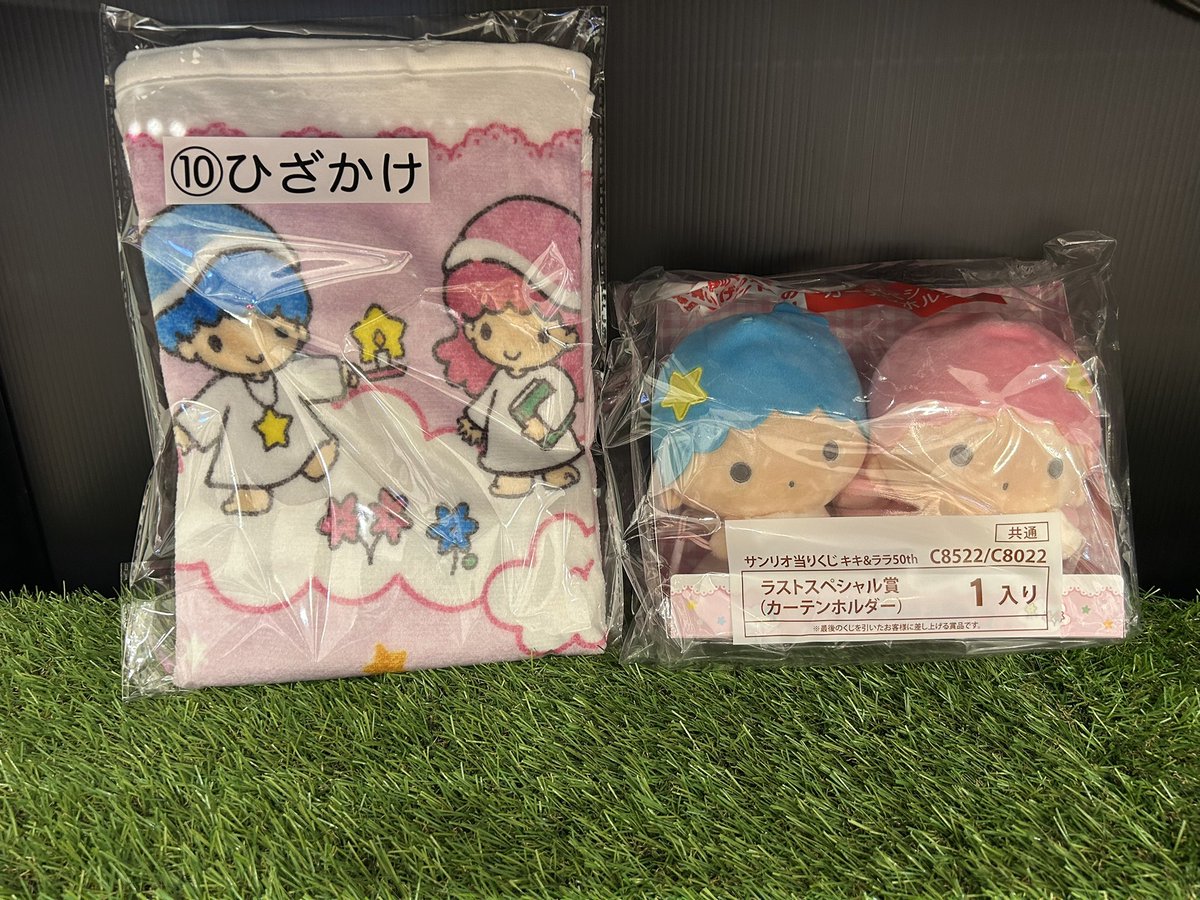 ⑩ひざかけ
共通
サンリオ当りくじ キキ&ララ50th C8522/C8022
ラストスペシャル賞
(カーテンホルダー)
1入り
※最後のくじを引いたお客様に差し上げる賞品です。